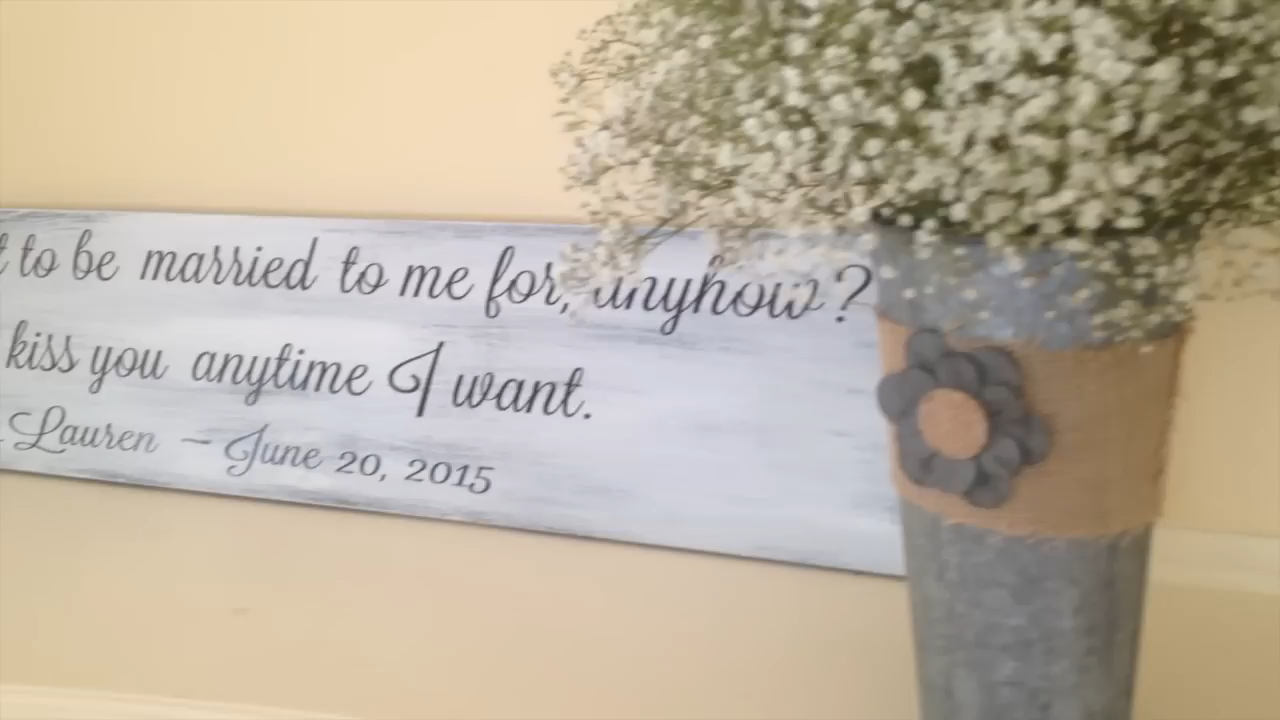 to be married to me for, anyhow?
kiss you anytime I want.
Lauren ~ June 20, 2015